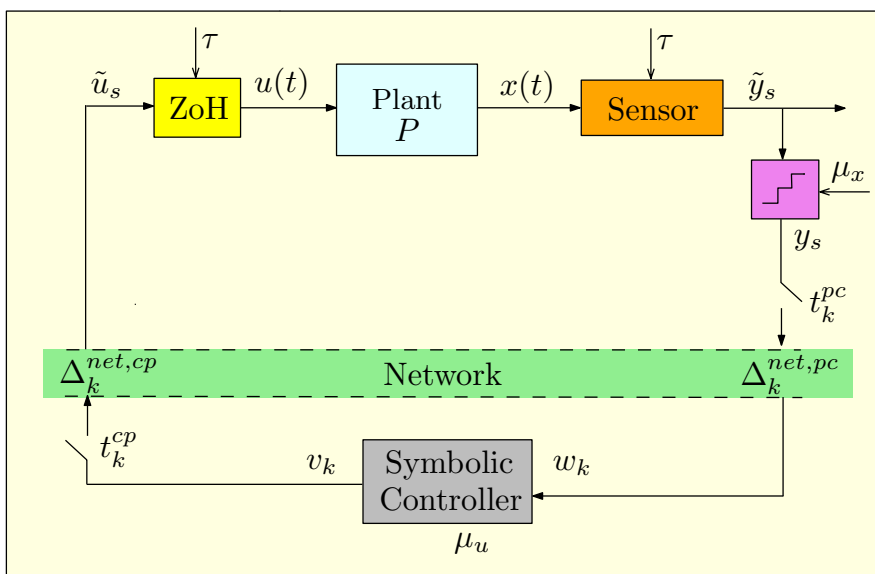 τ
τ
ũ_s
ZoH
u(t)
Plant
P
x(t)
Sensor
ỹ_s
μ_x
y_s
t_k^{pc}
Δ_k^{net,cp}
Network
Δ_k^{net,pc}
t_k^{cp}
v_k
Symbolic
Controller
w_k
μ_u